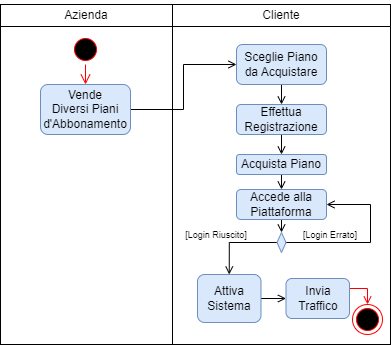 Azienda
Cliente
Vende
Diversi Piani
d'Abbonamento
Sceglie Piano
da Acquistare
Effettua
Registrazione
Acquista Piano
Accede alla
Piattaforma
[Login Riuscito]
[Login Errato]
Attiva
Sistema
Invia
Traffico